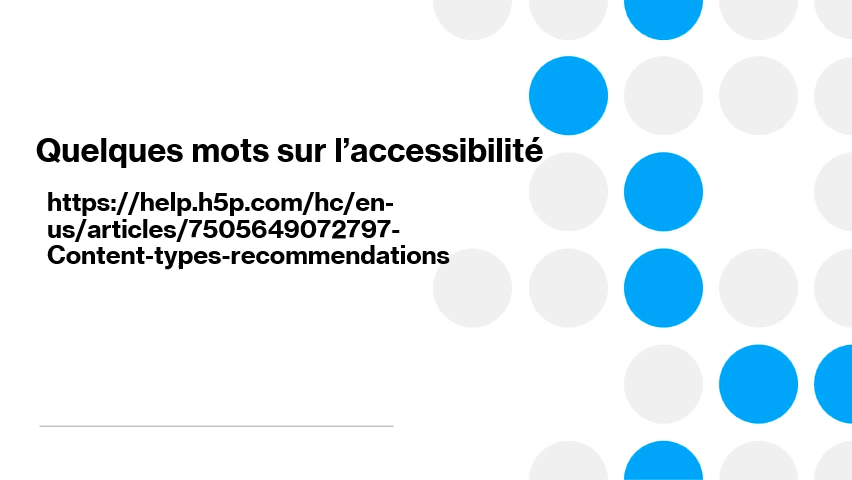 Quelques mots sur l’accessibilité
https://help.h5p.com/hc/en-
us/articles/7505649072797-
Content-types-recommendations